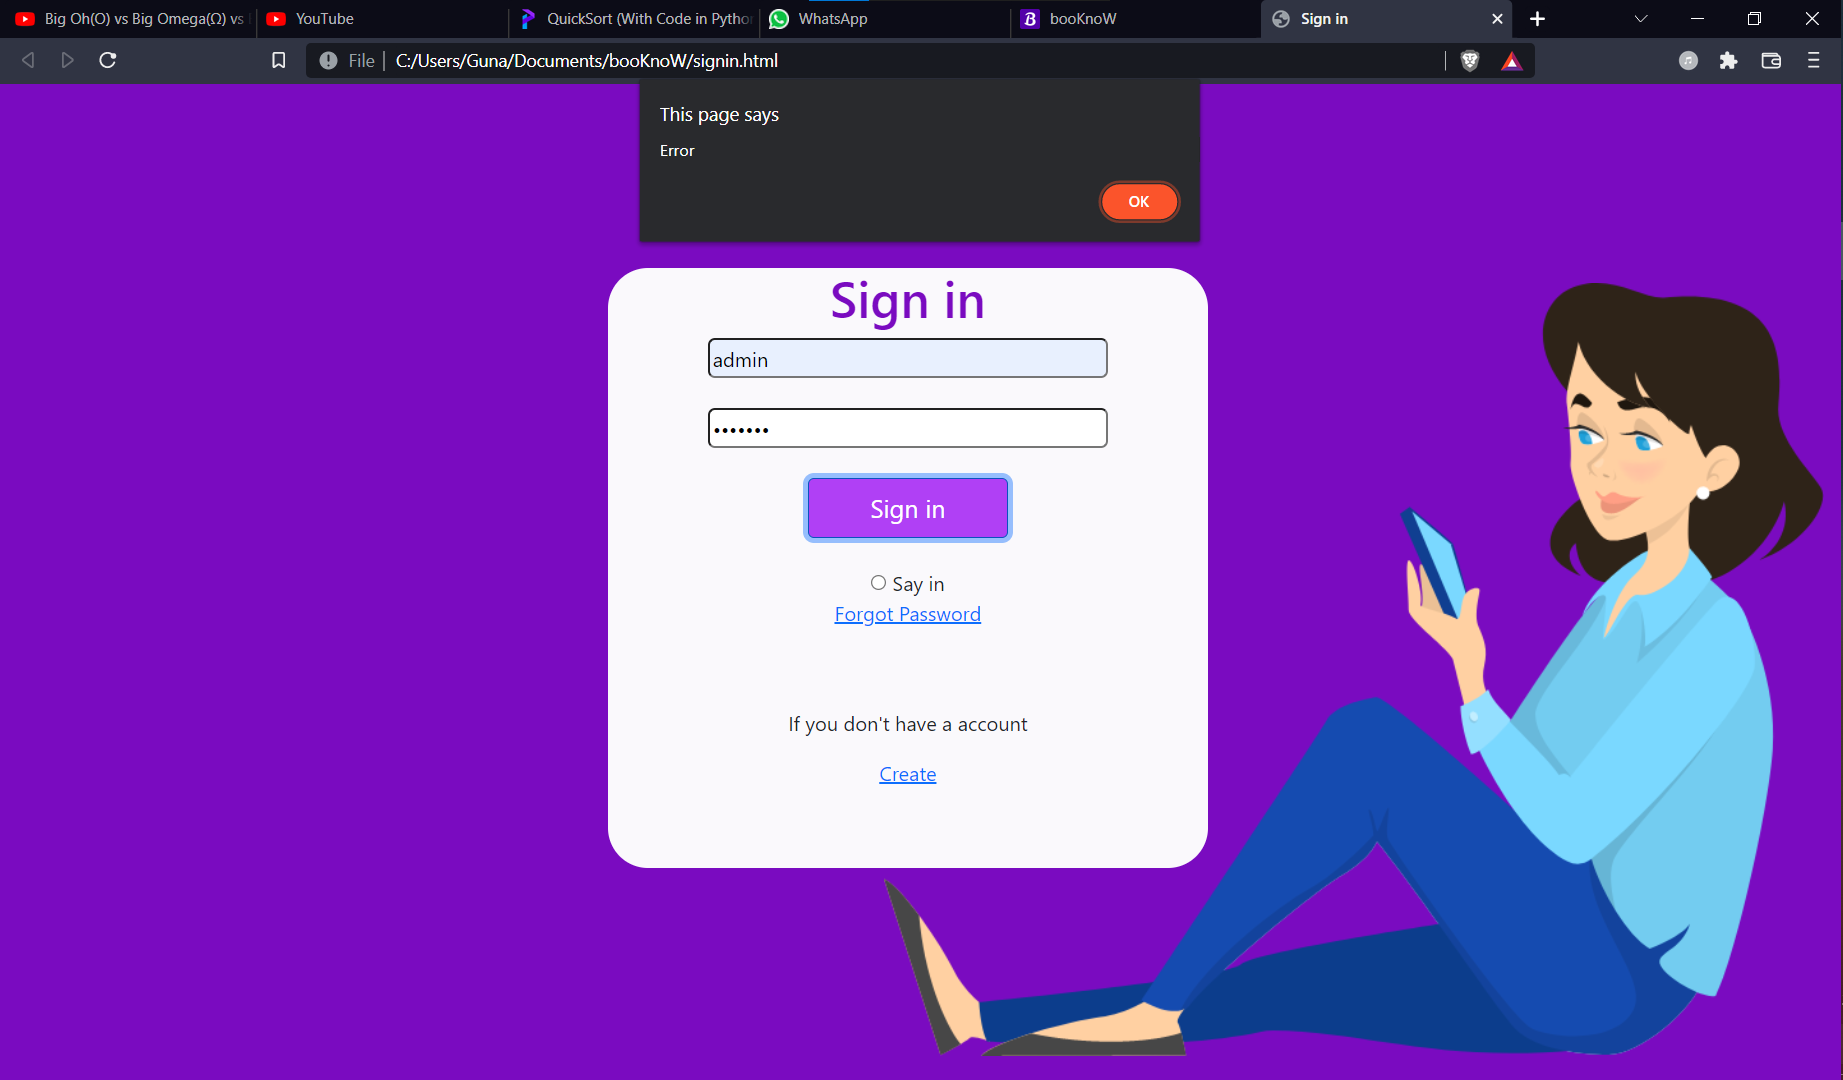 Big Oh(O) vs Big Omega(Ω) vs
YouTube
QuickSort (With Code in Pytho
WhatsApp
booKnoW
Sign in
File
C:/Users/Guna/Documents/booKnoW/signin.html
This page says
Error
OK
Sign in
admin
•••••••
Sign in
Say in
Forgot Password
If you don't have a account
Create